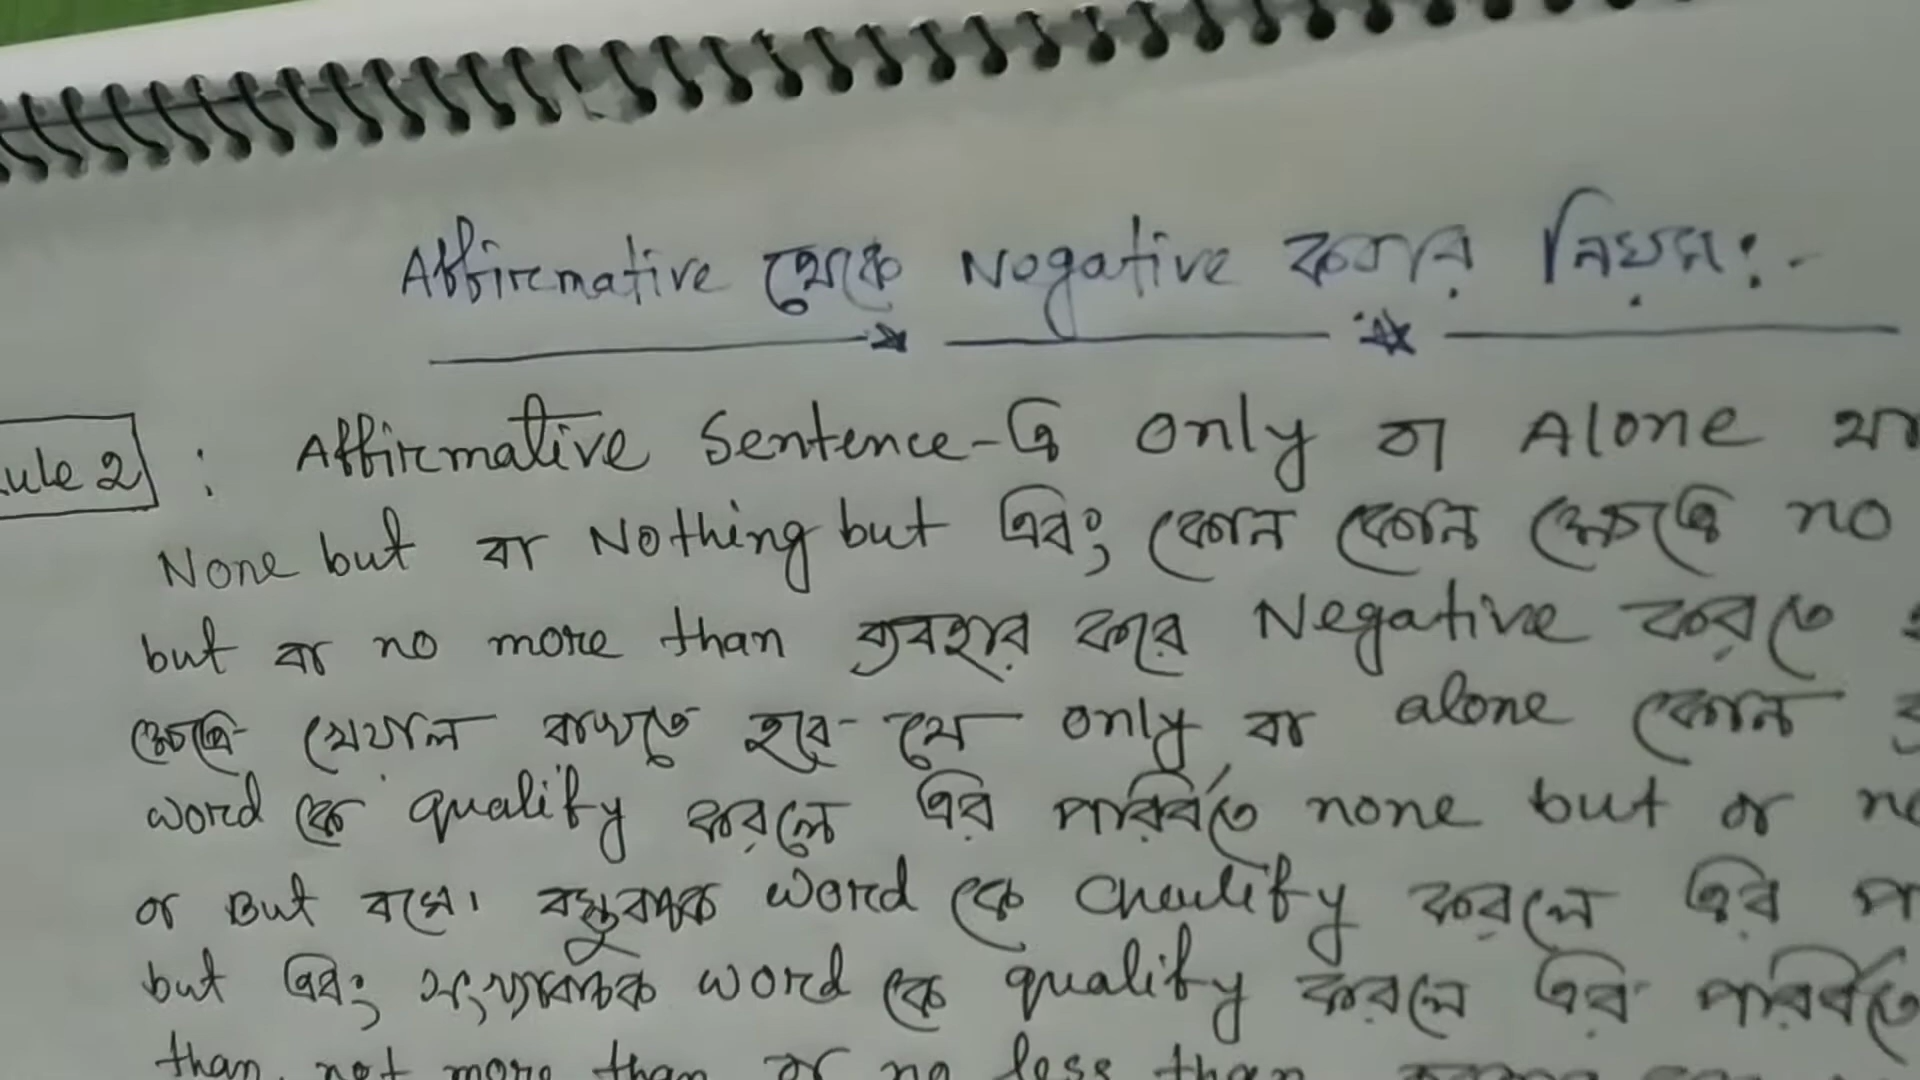 Affirmative থেকে Nogative করার নিয়ম:-
Rule 2 : Affirmative Sentence-এ only বা Alone থা
None but বা Nothing but এবং কোন কোন ক্ষেত্রে no
but বা no more than ব্যবহার করে Negative করতে
ক্ষেত্রে খেয়াল রাখতে হবে যে only বা alone কোন
word কে qualify করলে এর পরিবর্তে none but or no
or But বসে। বস্তুবাচক word কে qualify করলে এর প
but এবং সংখ্যাবাচক word কে qualify করলে এর পরিবর্তে
than, not more than or no less than